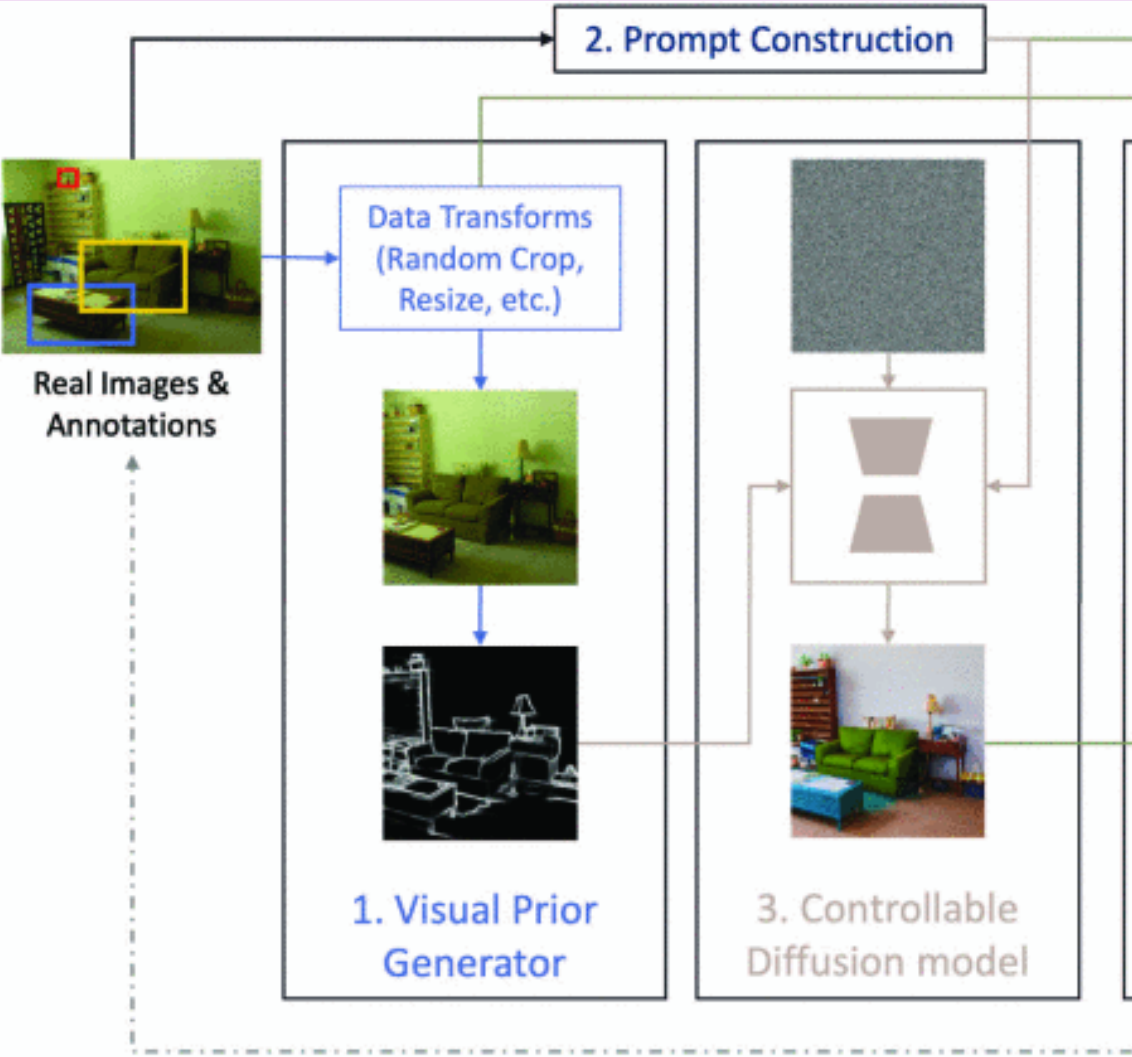 2. Prompt Construction
Data Transforms
(Random Crop,
Resize, etc.)
Real Images &
Annotations
1. Visual Prior
Generator
3. Controllable
Diffusion model